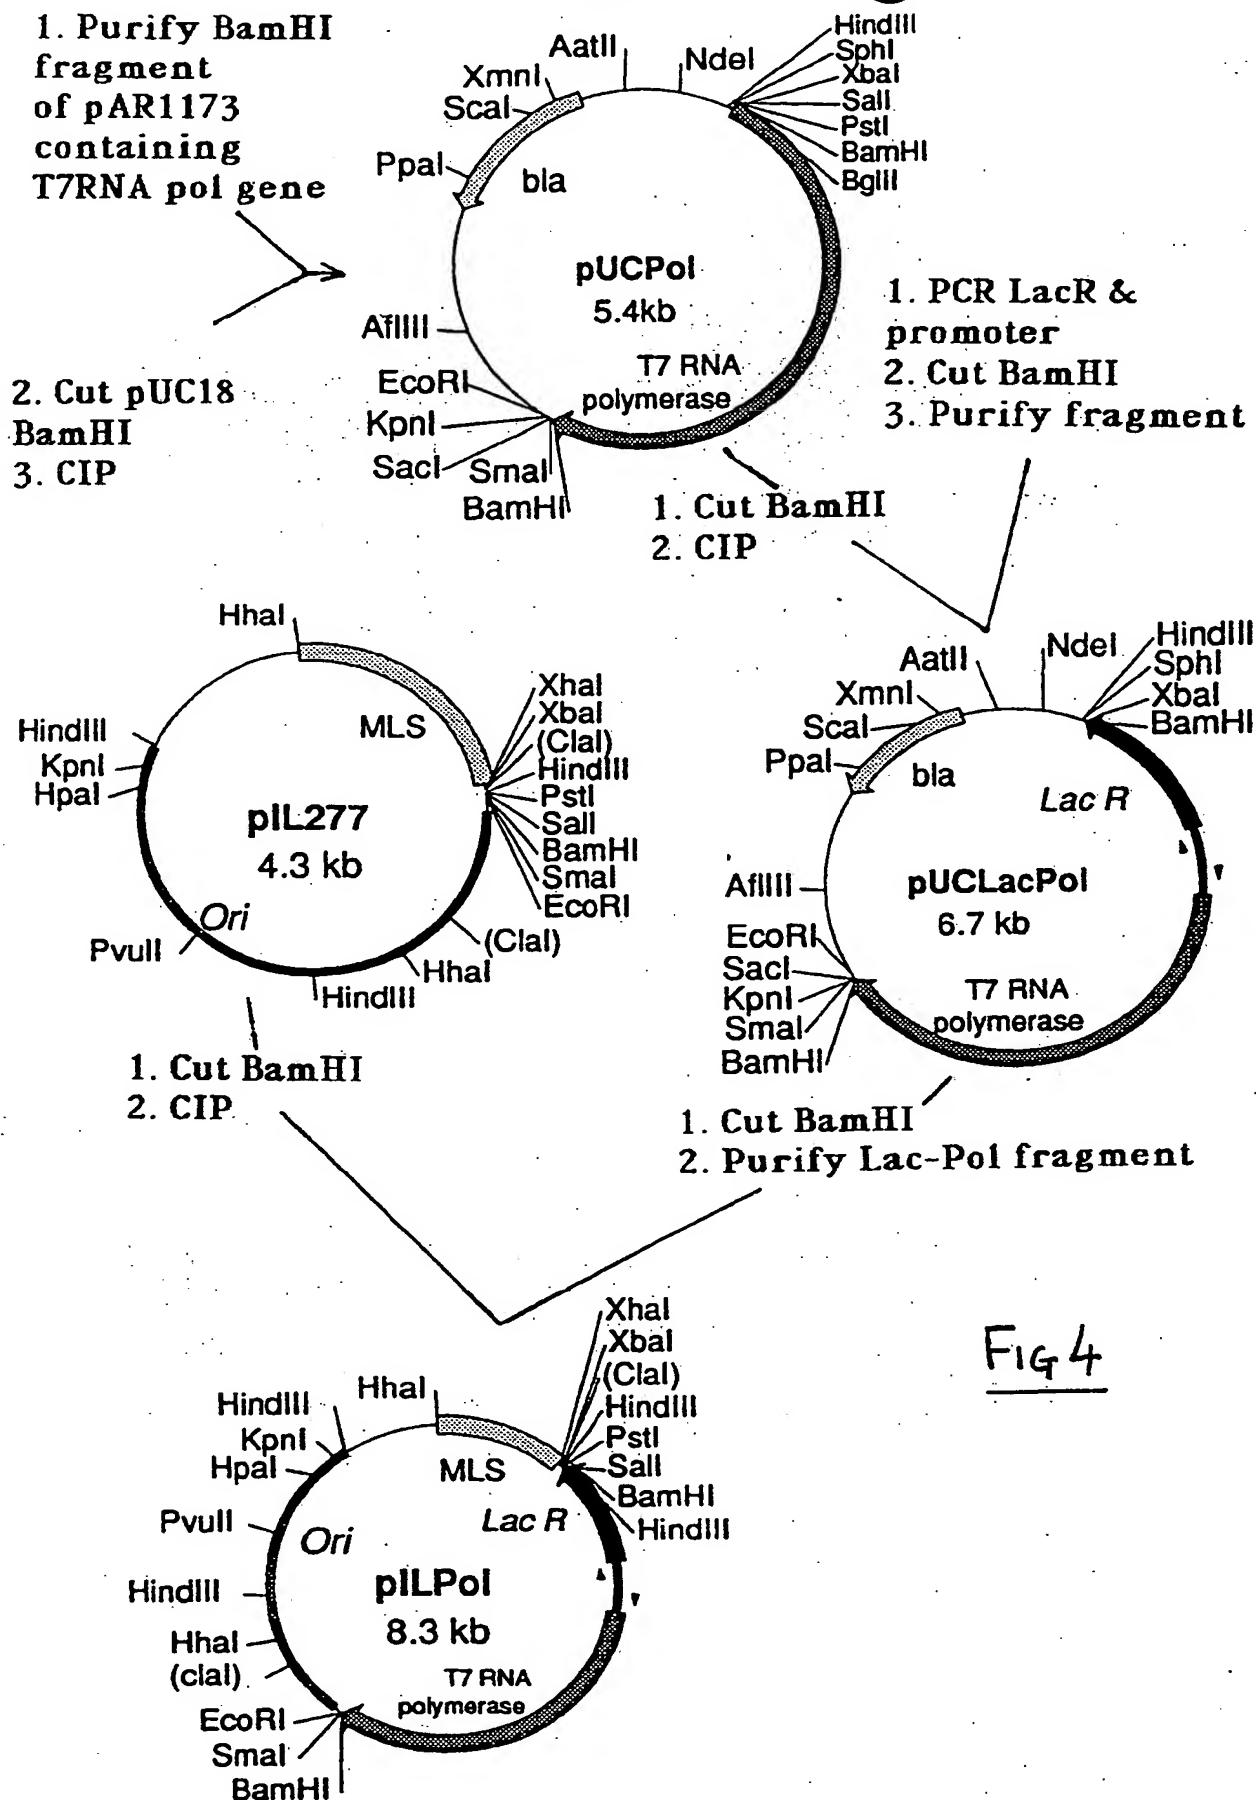 1. Purify BamHI
fragment
of pAR1173
containing
T7RNA pol gene
2. Cut pUC18
BamHI
3. CIP
AatII
NdeI
XmnI
ScaI
PpaI
bla
HindIII
SphI
XbaI
SalI
PstI
BamHI
BglII
pUCPol
5.4kb
T7 RNA
polymerase
AflIII
EcoRI
KpnI
SacI
SmaI
BamHI
1. PCR LacR &
promoter
2. Cut BamHI
3. Purify fragment
1. Cut BamHI
2. CIP
HhaI
MLS
XhaI
XbaI
(ClaI)
HindIII
PstI
SalI
BamHI
SmaI
EcoRI
(ClaI)
HhaI
HindIII
PvuII
Ori
HindIII
KpnI
HpaI
pIL277
4.3 kb
1. Cut BamHI
2. CIP
AatII
NdeI
XmnI
ScaI
PpaI
bla
HindIII
SphI
XbaI
BamHI
Lac R
pUCLacPol
6.7 kb
T7 RNA
polymerase
AflIII
EcoRI
SacI
KpnI
SmaI
BamHI
1. Cut BamHI
2. Purify Lac-Pol fragment
XhaI
XbaI
(ClaI)
HindIII
PstI
SalI
BamHI
HindIII
HhaI
MLS
Lac R
HindIII
KpnI
HpaI
PvuII
Ori
HindIII
HhaI
(claI)
EcoRI
SmaI
BamHI
pILPol
8.3 kb
T7 RNA
polymerase
FIG 4